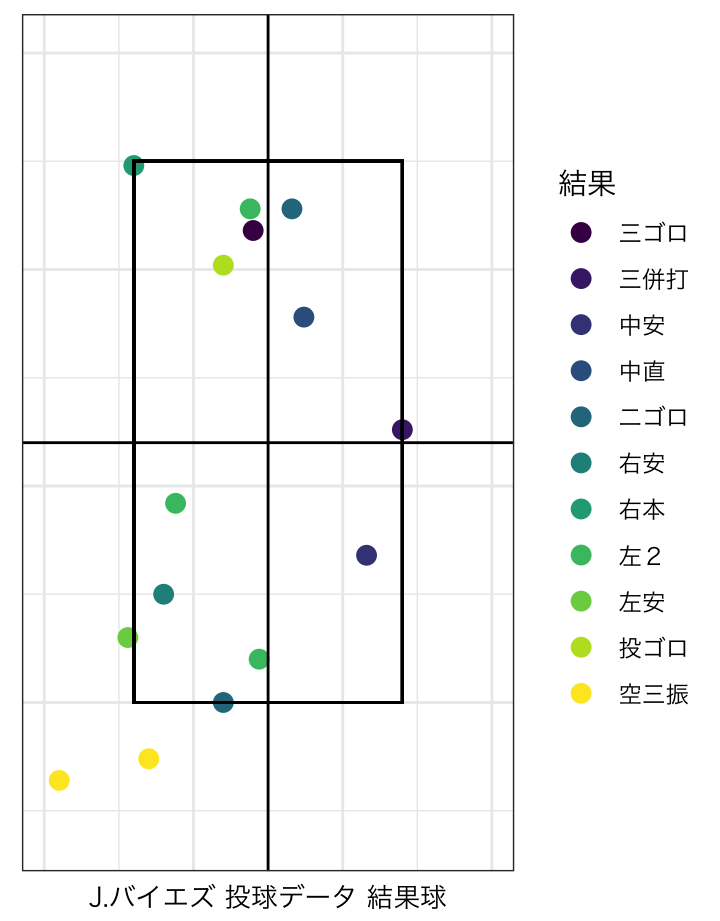 結果
三ゴロ
三併打
中安
中直
二ゴロ
右安
右本
左２
左安
投ゴロ
空三振
J.バイエズ 投球データ 結果球